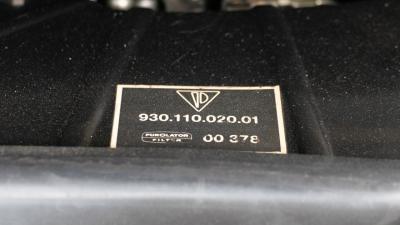 930.110.020.01
PUROLATOR
FILTER
00 378